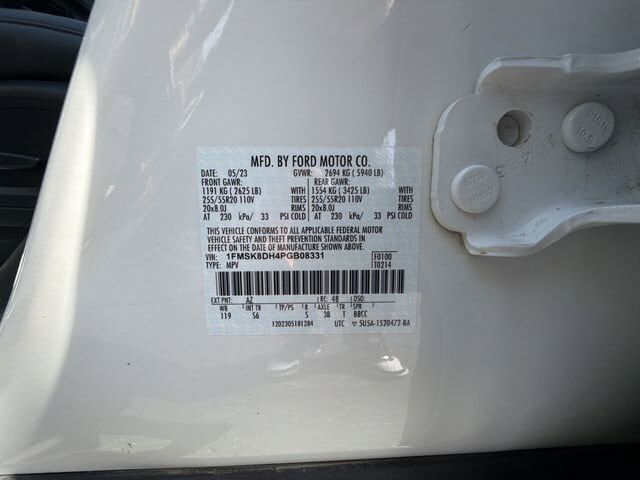 MFD. BY FORD MOTOR CO.
DATE: 05/23 GVWR: 2694 KG ( 5940 LB)
FRONT GAWR: REAR GAWR:
1191 KG ( 2625 LB) WITH 1554 KG ( 3425 LB) WITH
255/55R20 110V TIRES 255/55R20 110V TIRES
20x8.0J RIMS 20x8.0J RIMS
AT 230 kPa/ 33 PSI COLD AT 230 kPa/ 33 PSI COLD
THIS VEHICLE CONFORMS TO ALL APPLICABLE FEDERAL MOTOR
VEHICLE SAFETY AND THEFT PREVENTION STANDARDS IN
EFFECT ON THE DATE OF MANUFACTURE SHOWN ABOVE.
VIN: 1FMSK8DH4PGB08331 F0100
TYPE: MPV T0214
EXT PNT: AZ RC: 48 DSO:
WB INT TR TP/PS R AXLE TR SPR
119 S6 S 3B T BBCC
1202305181204 UTC 5U5A-1520472-BA